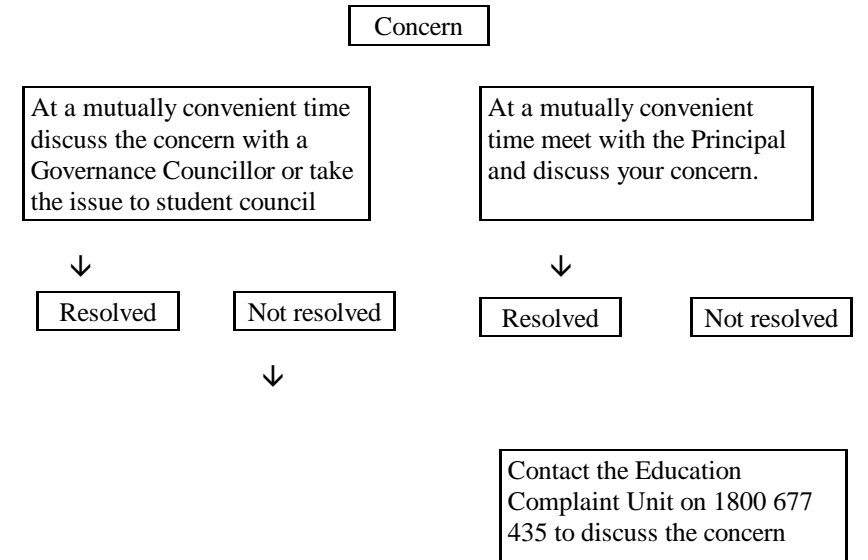 Concern
At a mutually convenient time
discuss the concern with a
Governance Councillor or take
the issue to student council
At a mutually convenient
time meet with the Principal
and discuss your concern.
↓
↓
Resolved
Not resolved
Resolved
Not resolved
↓
Contact the Education
Complaint Unit on 1800 677
435 to discuss the concern